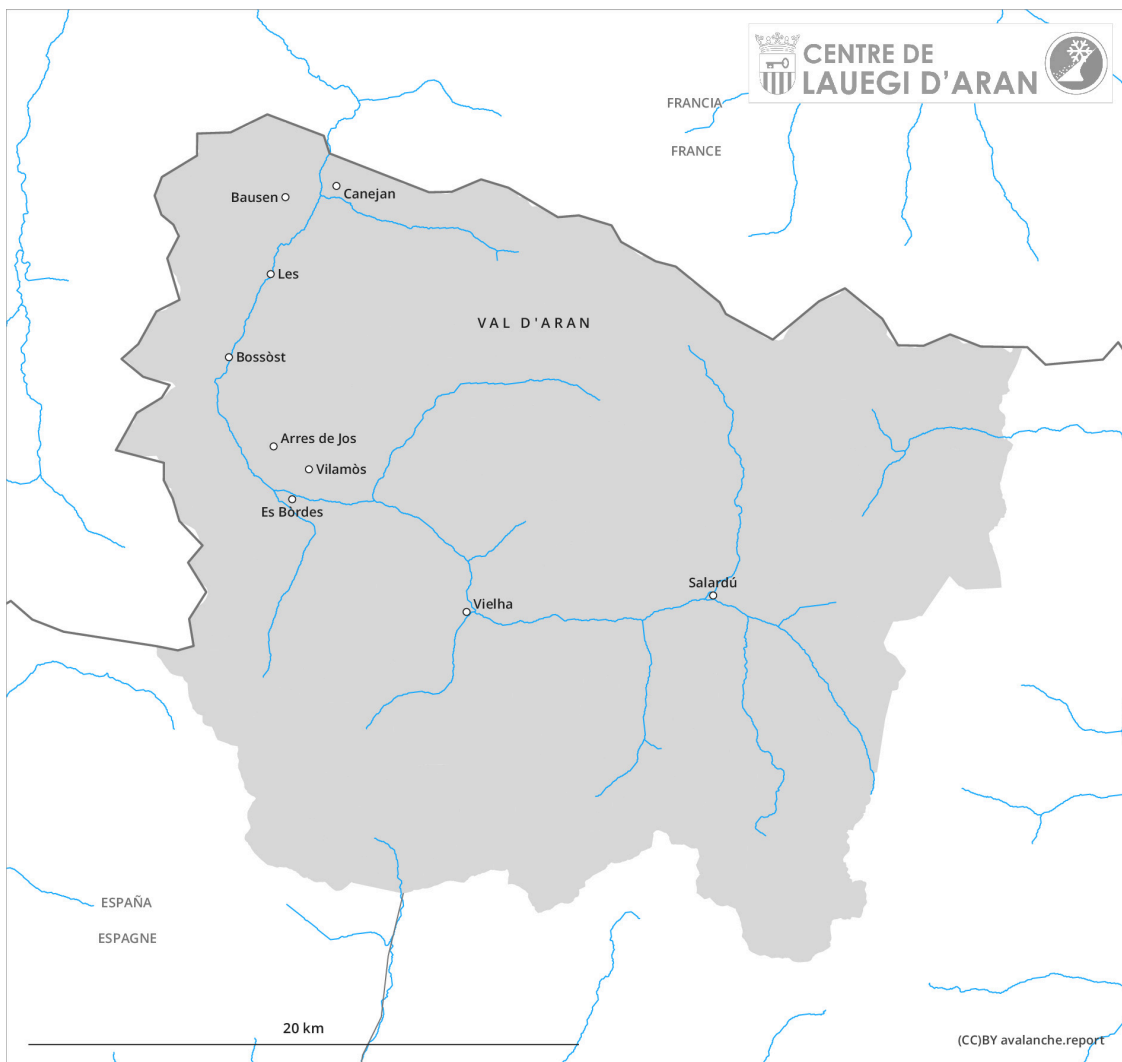 CENTRE DE
LAUEGI D'ARAN
FRANCIA
FRANCE
Bausen
Canejan
Les
VAL D'ARAN
Bossòst
Arres de Jos
Vilamòs
Es Bòrdes
Salardú
Vielha
ESPAÑA
ESPAGNE
20 km
(CC)BY avalanche.report